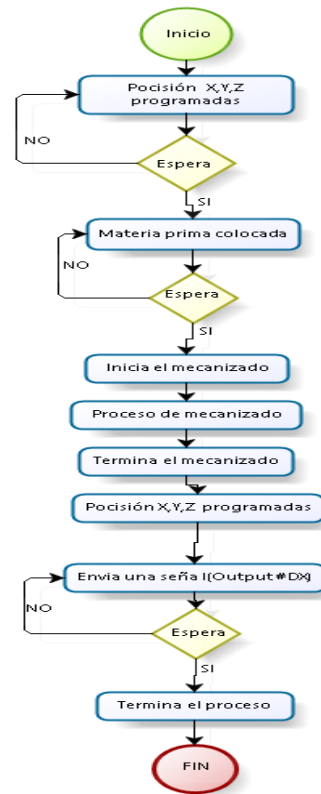 Inicio
Pocisión X,Y,Z
programadas
NO
Espera
SI
Materia prima colocada
NO
Espera
SI
Inicia el mecanizado
Proceso de mecanizado
Termina el mecanizado
Pocisión X,Y,Z programadas
Envia una seña l(Output#DX)
NO
Espera
SI
Termina el proceso
FIN